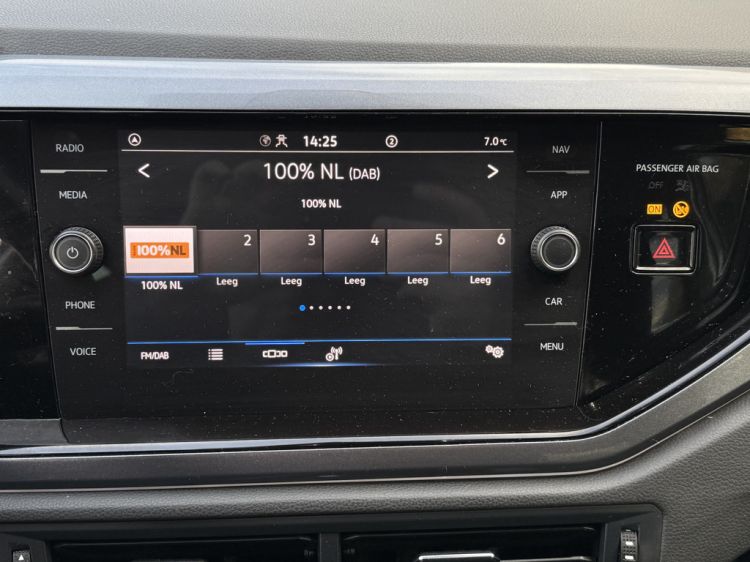 RADIO
MEDIA
PHONE
VOICE
14:25
2
7.0°C
100% NL (DAB)
100% NL
100%NL
2
3
4
5
6
100% NL
Leeg
Leeg
Leeg
Leeg
Leeg
FM/DAB
NAV
APP
CAR
MENU
PASSENGER AIR BAG
OFF
ON